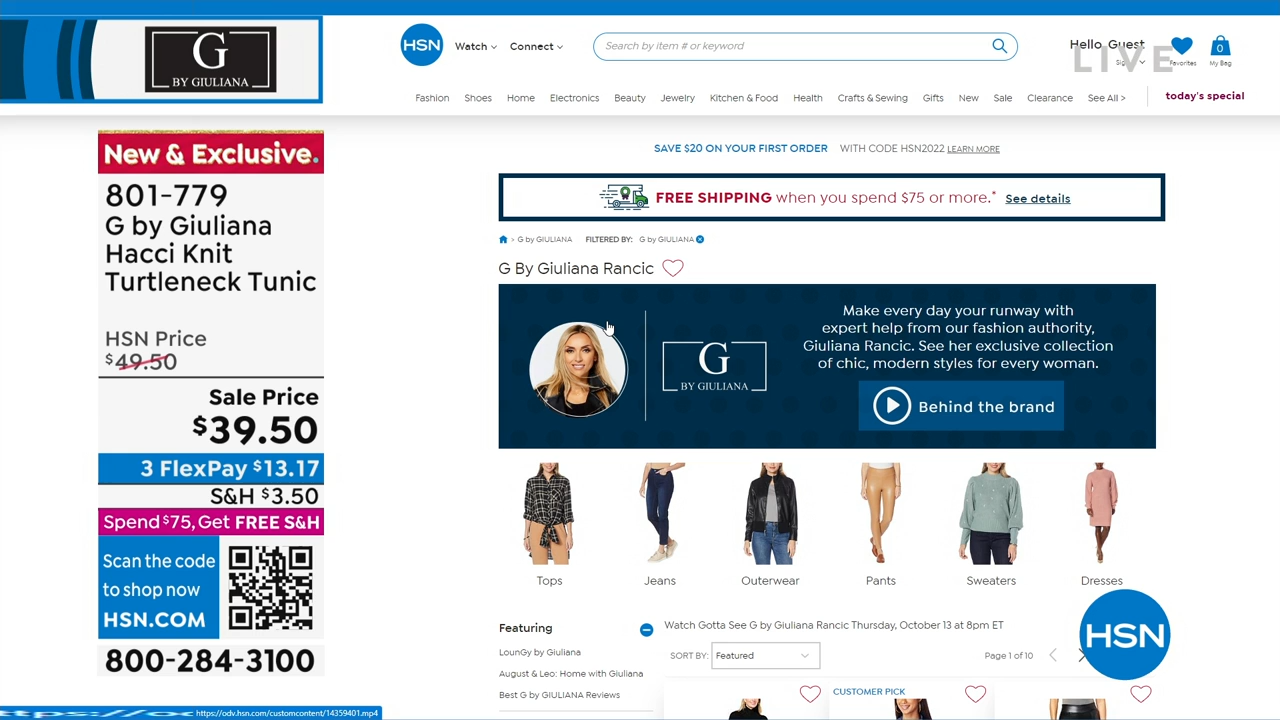 G
BY GIULIANA
New & Exclusive.
801-779
G by Giuliana
Hacci Knit
Turtleneck Tunic
HSN Price
$49.50
Sale Price
$39.50
3 FlexPay $13.17
S&H $3.50
Spend $75, Get FREE S&H
Scan the code
to shop now
HSN.COM
800-284-3100
HSN
Watch
Connect
Search by item # or keyword
Hello, Guest
LIVE
Favorites
0
My Bag
Fashion Shoes Home Electronics Beauty Jewelry Kitchen & Food Health Crafts & Sewing Gifts New Sale Clearance See All > today's special
SAVE $20 ON YOUR FIRST ORDER WITH CODE HSN2022 LEARN MORE
FREE SHIPPING when you spend $75 or more.* See details
> G by GIULIANA FILTERED BY: G by GIULIANA
G By Giuliana Rancic
G
BY GIULIANA
Make every day your runway with
expert help from our fashion authority,
Giuliana Rancic. See her exclusive collection
of chic, modern styles for every woman.
Behind the brand
Tops Jeans Outerwear Pants Sweaters Dresses
Featuring
LounGy by Giuliana
August & Leo: Home with Giuliana
Best G by GIULIANA Reviews
Watch Gotta See G by Giuliana Rancic Thursday, October 13 at 8pm ET
SORT BY: Featured
Page 1 of 10
CUSTOMER PICK
HSN
https://odv.hsn.com/customcontent/14359401.mp4